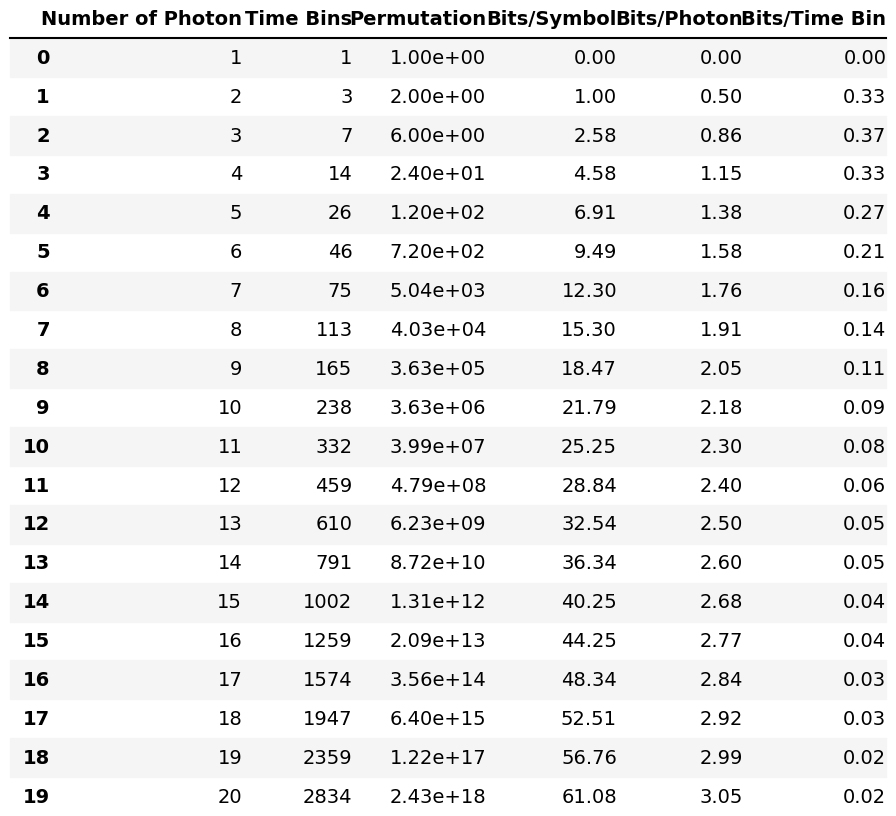 Number of Photon Time Bins Permutation Bits/Symbol Bits/Photon Bits/Time Bin
0 1 1 1.00e+00 0.00 0.00 0.00
1 2 3 2.00e+00 1.00 0.50 0.33
2 3 7 6.00e+00 2.58 0.86 0.37
3 4 14 2.40e+01 4.58 1.15 0.33
4 5 26 1.20e+02 6.91 1.38 0.27
5 6 46 7.20e+02 9.49 1.58 0.21
6 7 75 5.04e+03 12.30 1.76 0.16
7 8 113 4.03e+04 15.30 1.91 0.14
8 9 165 3.63e+05 18.47 2.05 0.11
9 10 238 3.63e+06 21.79 2.18 0.09
10 11 332 3.99e+07 25.25 2.30 0.08
11 12 459 4.79e+08 28.84 2.40 0.06
12 13 610 6.23e+09 32.54 2.50 0.05
13 14 791 8.72e+10 36.34 2.60 0.05
14 15 1002 1.31e+12 40.25 2.68 0.04
15 16 1259 2.09e+13 44.25 2.77 0.04
16 17 1574 3.56e+14 48.34 2.84 0.03
17 18 1947 6.40e+15 52.51 2.92 0.03
18 19 2359 1.22e+17 56.76 2.99 0.02
19 20 2834 2.43e+18 61.08 3.05 0.02